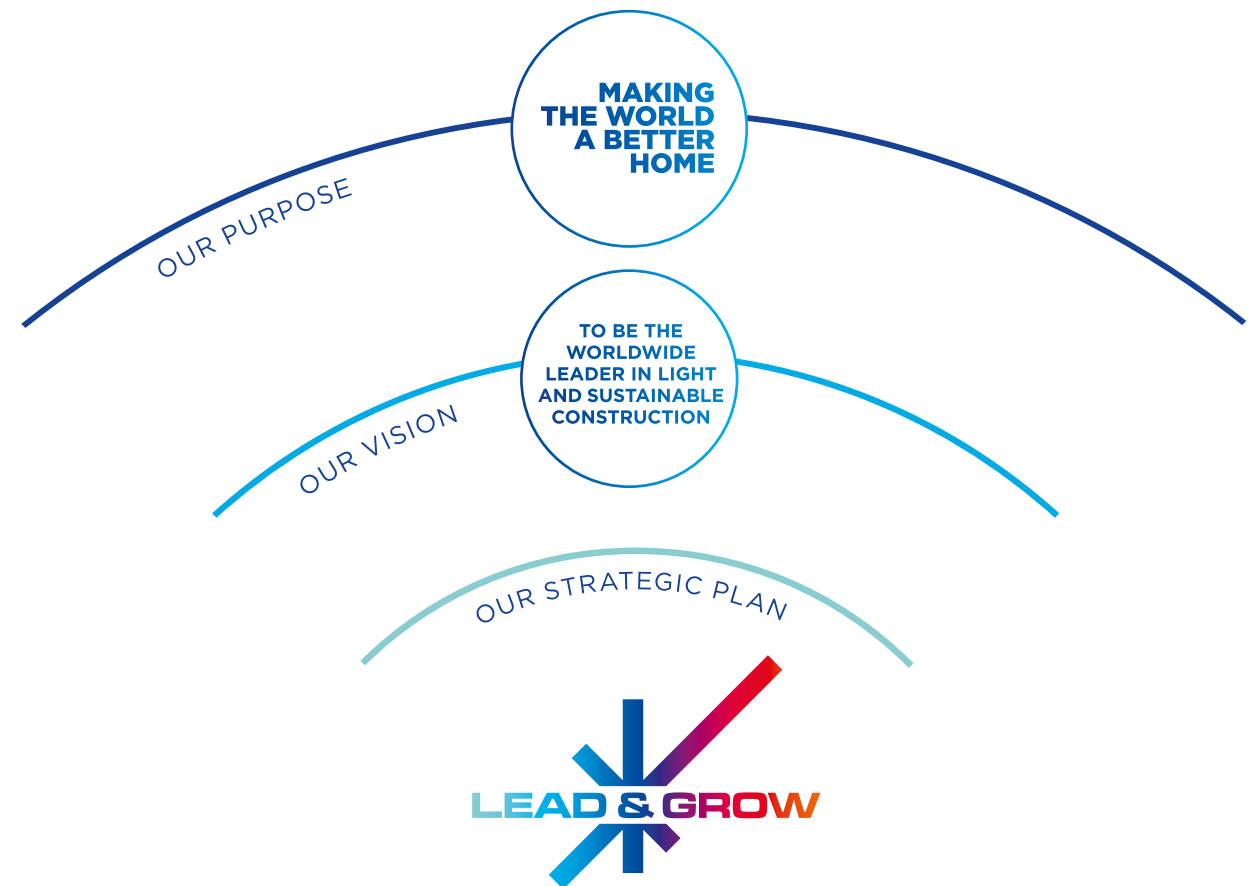 MAKING
THE WORLD
A BETTER
HOME
OUR PURPOSE
TO BE THE
WORLDWIDE
LEADER IN LIGHT
AND SUSTAINABLE
CONSTRUCTION
OUR VISION
OUR STRATEGIC PLAN
LEAD & GROW